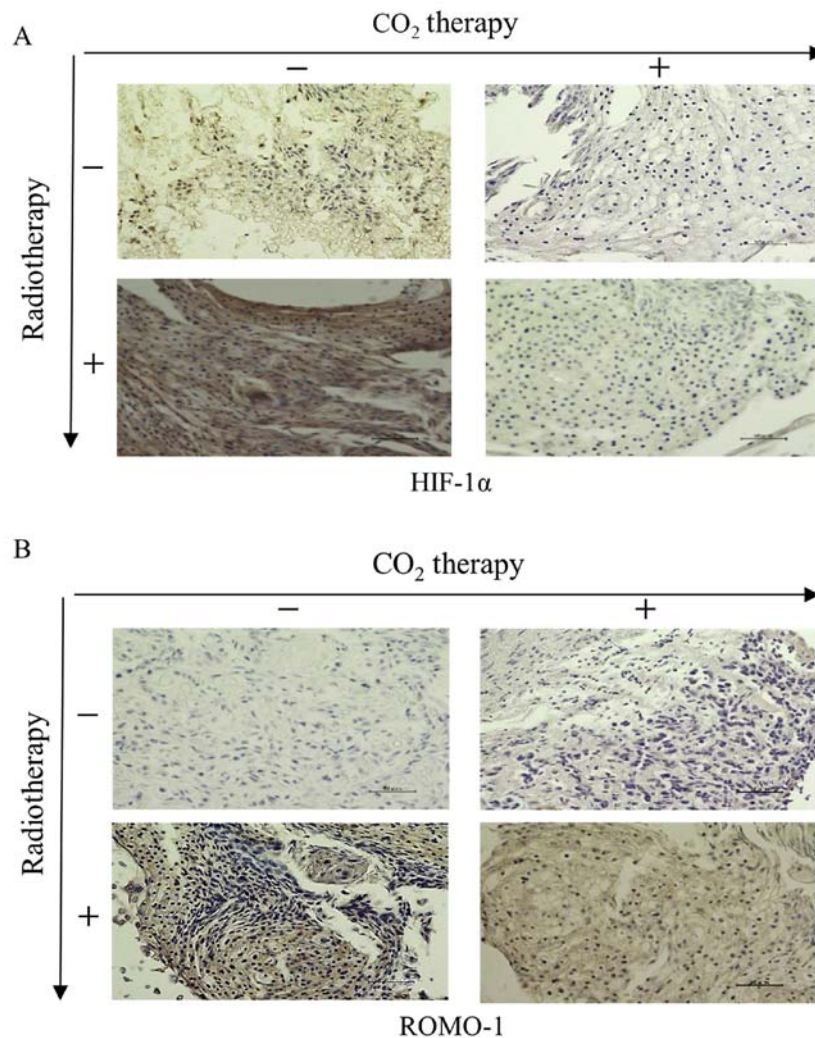 A
CO₂ therapy
− +
Radiotherapy
−
+
HIF-1α
B
CO₂ therapy
− +
Radiotherapy
−
+
ROMO-1